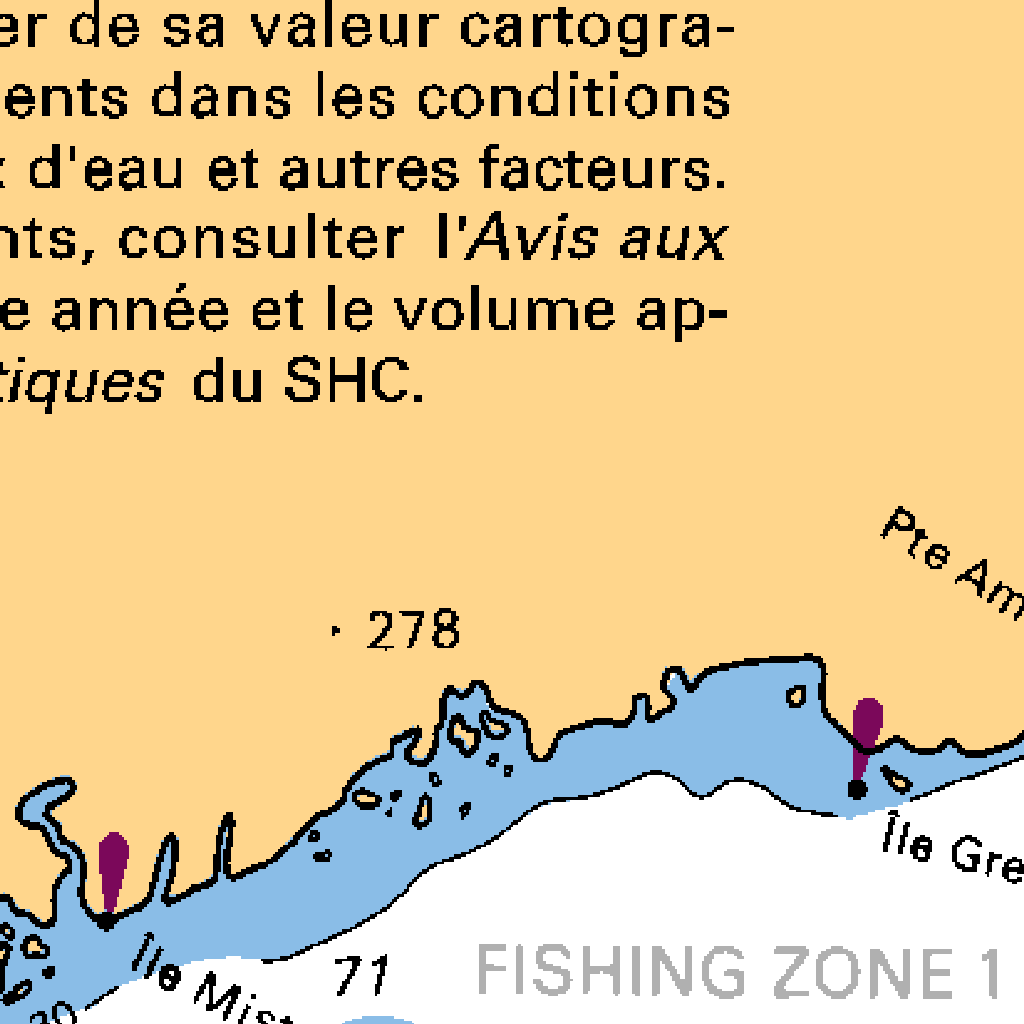 er de sa valeur cartogra-
ents dans les conditions
x d'eau et autres facteurs.
nts, consulter l'Avis aux
e année et le volume ap-
tiques du SHC.
Pte Am
278
Île Gre
FISHING ZONE 1
71
Île Mist
30